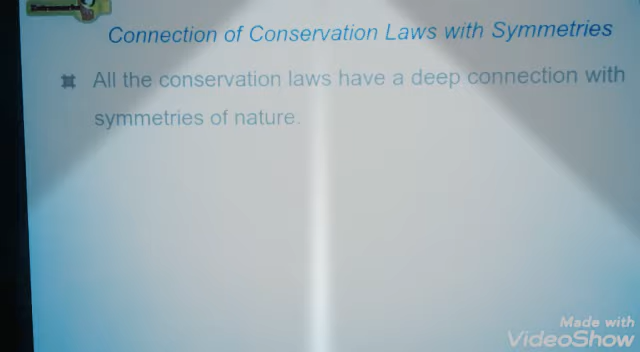 Extramarks
Connection of Conservation Laws with Symmetries
⌘ All the conservation laws have a deep connection with
symmetries of nature.
Made with
VideoShow